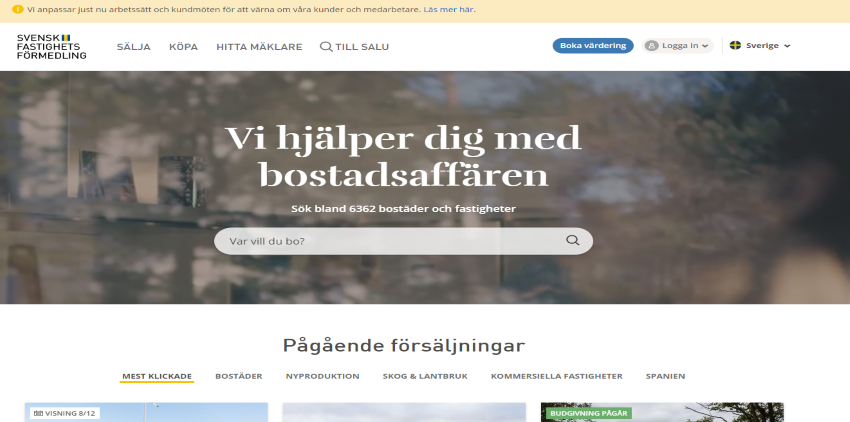 Vi anpassar just nu arbetssätt och kundmöten för att värna om våra kunder och medarbetare. Läs mer här.
SVENSK
FASTIGHETS
FÖRMEDLING
SÄLJA KÖPA HITTA MÄKLARE TILL SALU
Boka värdering Logga in Sverige
Vi hjälper dig med
bostadsaffären
Sök bland 6362 bostäder och fastigheter
Var vill du bo?
Pågående försäljningar
MEST KLICKADE BOSTÄDER NYPRODUKTION SKOG & LANTBRUK KOMMERSIELLA FASTIGHETER SPANIEN
VISNING 8/12 BUDGIVNING PÅGÅR